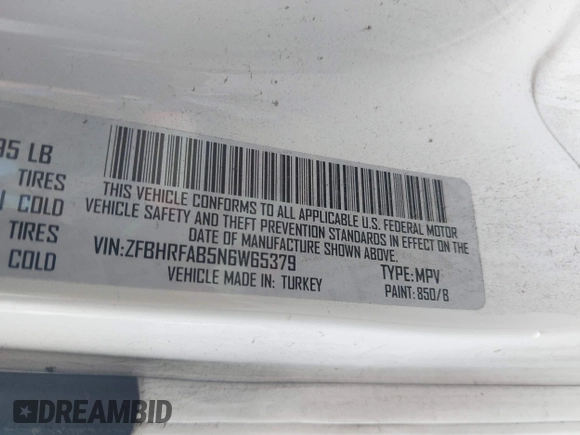 95 LB
TIRES
COLD
TIRES
COLD
THIS VEHICLE CONFORMS TO ALL APPLICABLE U.S. FEDERAL MOTOR
VEHICLE SAFETY AND THEFT PREVENTION STANDARDS IN EFFECT ON THE
DATE OF MANUFACTURE SHOWN ABOVE.
VIN:ZFBHRFAB5N6W65379
TYPE:MPV
VEHICLE MADE IN: TURKEY
PAINT: 850/B
DREAMBID